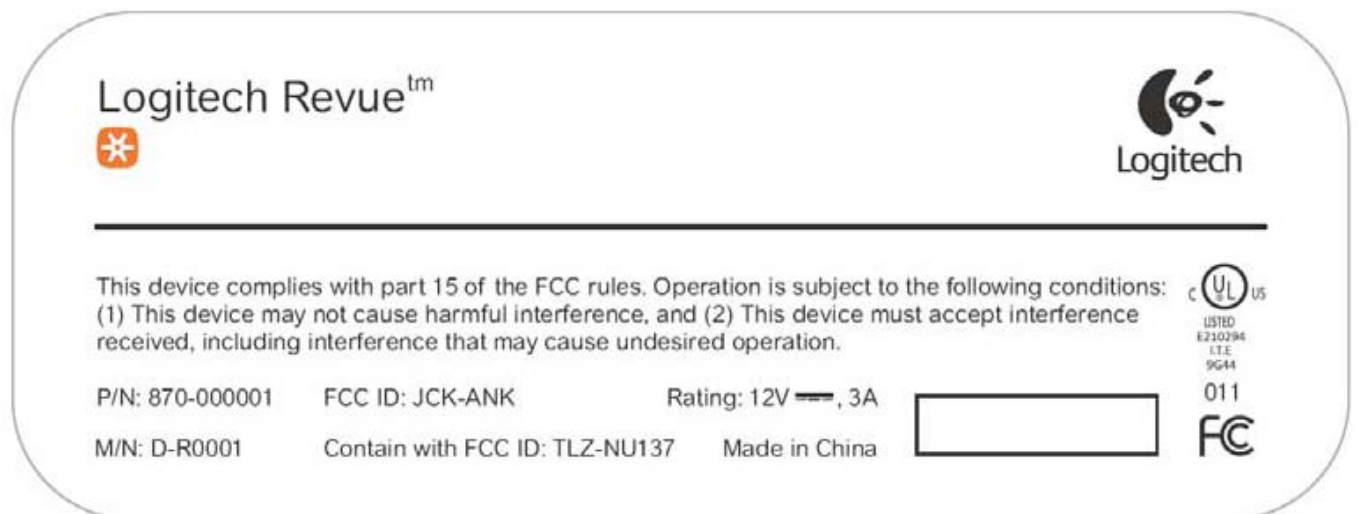 Logitech Revue™
Logitech
This device complies with part 15 of the FCC rules. Operation is subject to the following conditions:
(1) This device may not cause harmful interference, and (2) This device must accept interference
received, including interference that may cause undesired operation.
C UL US
LISTED
E210294
I.T.E
9G44
011
FC
P/N: 870-000001 FCC ID: JCK-ANK Rating: 12V ⎓, 3A
M/N: D-R0001 Contain with FCC ID: TLZ-NU137 Made in China